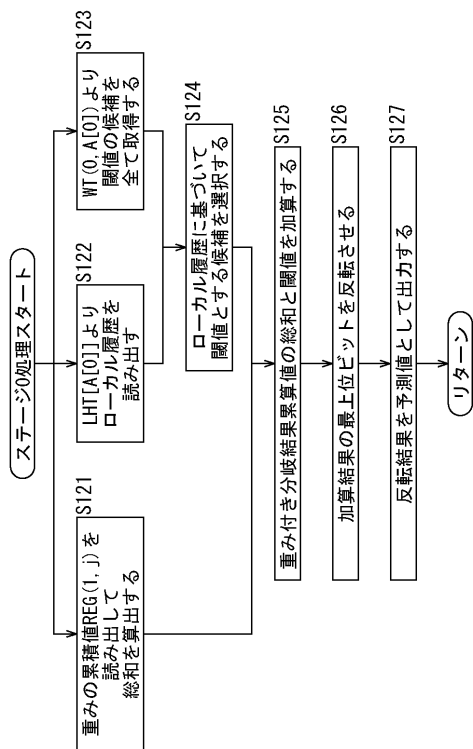 ステージ0処理スタート
S121
重みの累積値REG(1, j)を
読み出して
総和を算出する
S122
LHT[A[0]]より
ローカル履歴を
読み出す
S123
WT(0, A[0])より
閾値の候補を
全て取得する
S124
ローカル履歴に基づいて
閾値とする候補を選択する
S125
重み付き分岐結果累算値の総和と閾値を加算する
S126
加算結果の最上位ビットを反転させる
S127
反転結果を予測値として出力する
リターン